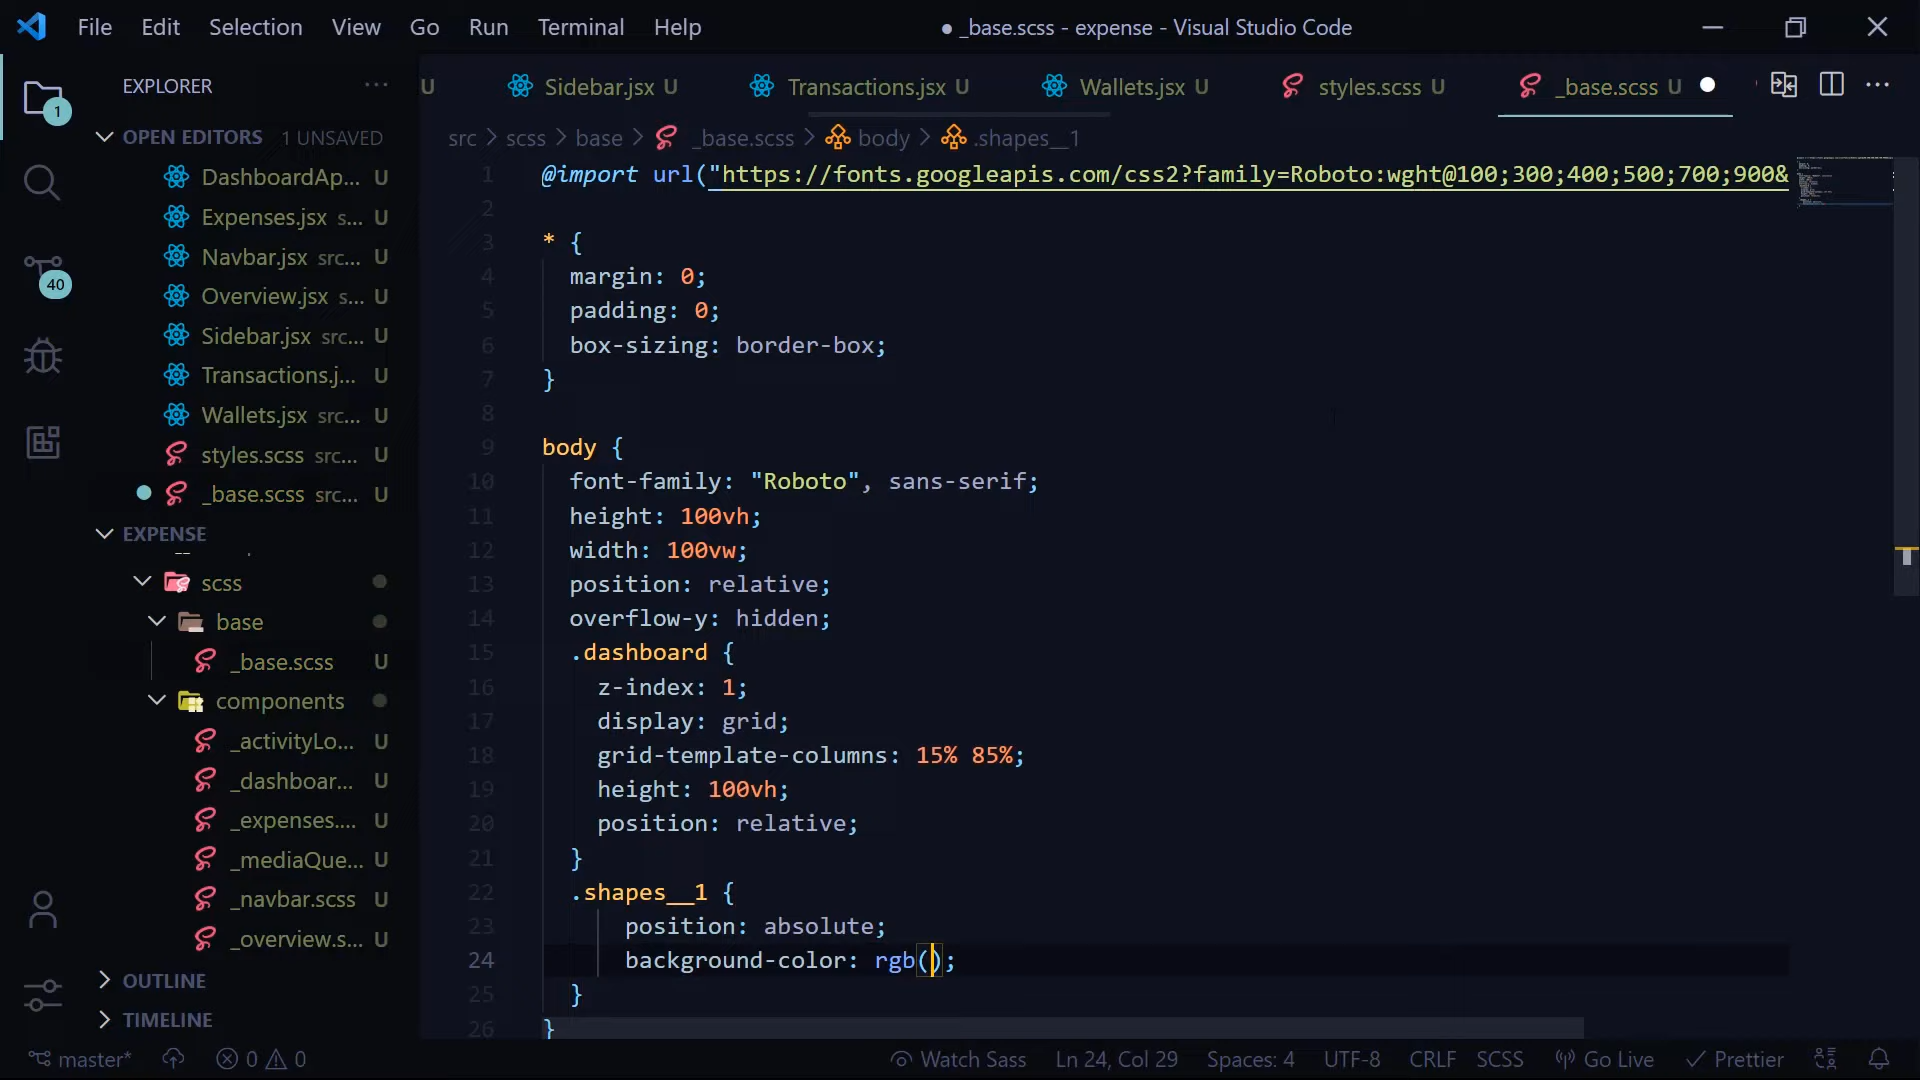 File Edit Selection View Go Run Terminal Help
● _base.scss - expense - Visual Studio Code
EXPLORER
U Sidebar.jsx U Transactions.jsx U Wallets.jsx U styles.scss U _base.scss U
OPEN EDITORS 1 UNSAVED
src > scss > base > _base.scss > body > .shapes__1
DashboardAp... U
Expenses.jsx s... U
Navbar.jsx src... U
Overview.jsx s... U
Sidebar.jsx src... U
Transactions.j... U
Wallets.jsx src... U
styles.scss src... U
_base.scss src... U
EXPENSE
scss
base
_base.scss U
components
_activityLo... U
_dashboar... U
_expenses.... U
_mediaQue... U
_navbar.scss U
_overview.s... U
OUTLINE
TIMELINE
1
40
1 @import url("https://fonts.googleapis.com/css2?family=Roboto:wght@100;300;400;500;700;900&
2
3 * {
4 margin: 0;
5 padding: 0;
6 box-sizing: border-box;
7 }
8
9 body {
10 font-family: "Roboto", sans-serif;
11 height: 100vh;
12 width: 100vw;
13 position: relative;
14 overflow-y: hidden;
15 .dashboard {
16 z-index: 1;
17 display: grid;
18 grid-template-columns: 15% 85%;
19 height: 100vh;
20 position: relative;
21 }
22 .shapes__1 {
23 position: absolute;
24 background-color: rgb();
25 }
26 }
master* 0 0 Watch Sass Ln 24, Col 29 Spaces: 4 UTF-8 CRLF SCSS Go Live Prettier